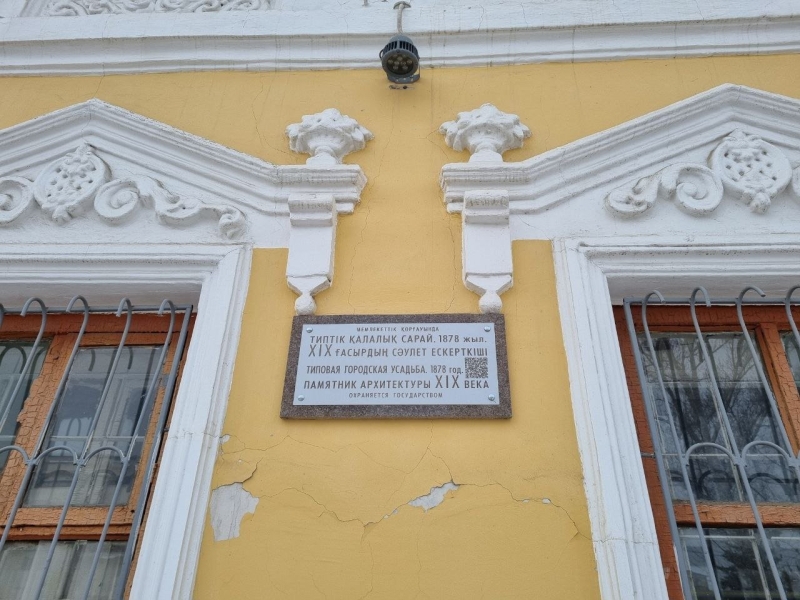 МЕМЛЕКЕТТІК ҚОРҒАУЫНДА
ТИПТІК ҚАЛАЛЫҚ САРАЙ, 1878 ЖЫЛ.
XIX ҒАСЫРДЫҢ СӘУЛЕТ ЕСКЕРТКІШІ
ТИПОВАЯ ГОРОДСКАЯ УСАДЬБА. 1878 ГОД.
ПАМЯТНИК АРХИТЕКТУРЫ XIX ВЕКА
ОХРАНЯЕТСЯ ГОСУДАРСТВОМ